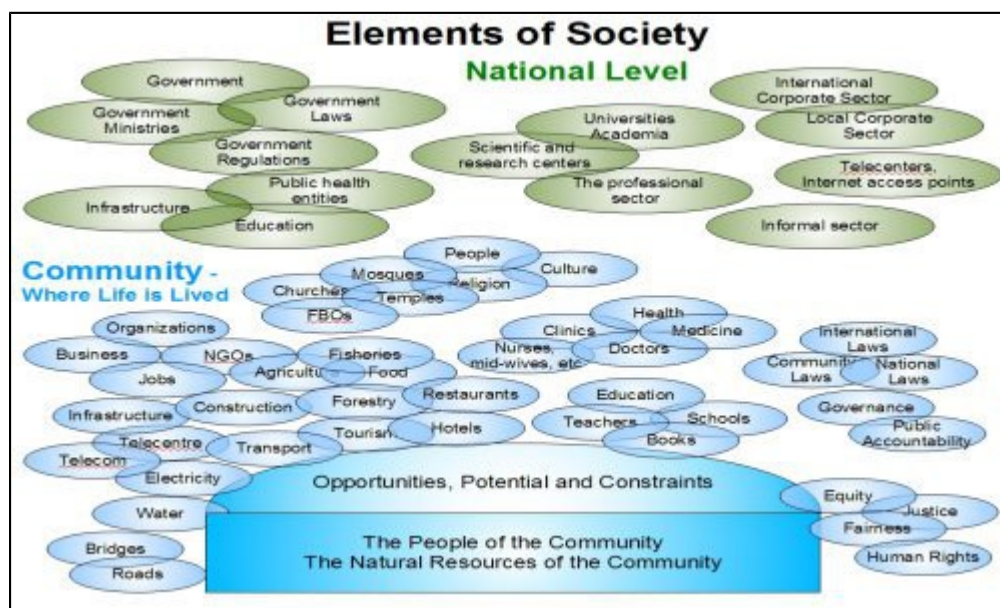 Elements of Society
National Level
Government
Government
Laws
Government
Ministries
Government
Regulations
Public health
entities
Infrastructure
Education
Universities
Academia
Scientific and
research centers
The professional
sector
International
Corporate Sector
Local Corporate
Sector
Telecenters,
Internet access points
Informal sector
Community -
Where Life is Lived
People
Mosques
Culture
Religion
Churches
Temples
FBOs
Organizations
Business
NGOs
Jobs
Fisheries
Agriculture
Food
Infrastructure
Construction
Forestry
Restaurants
Telecentre
Tourism
Hotels
Telecom
Transport
Electricity
Water
Bridges
Roads
Health
Clinics
Medicine
Nurses,
mid-wives, etc
Doctors
Education
Teachers
Schools
Books
International
Laws
Community
Laws
National
Laws
Governance
Public
Accountability
Opportunities, Potential and Constraints
The People of the Community
The Natural Resources of the Community
Equity
Justice
Fairness
Human Rights